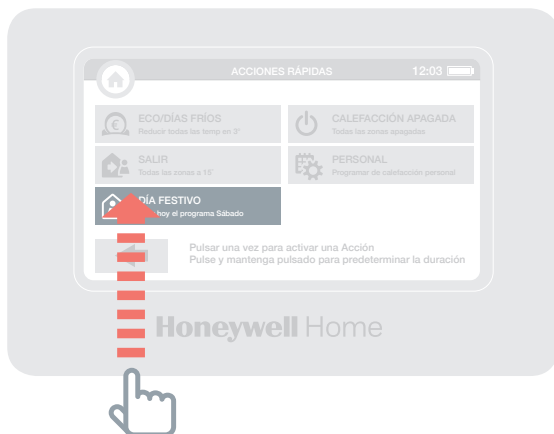 ACCIONES RÁPIDAS
12:03
ECO/DÍAS FRÍOS
Reducir todas las temp en 3°
CALEFACCIÓN APAGADA
Todas las zonas apagadas
SALIR
Todas las zonas a 15°
PERSONAL
Programar de calefacción personal
DÍA FESTIVO
hoy el programa Sábado
Pulsar una vez para activar una Acción
Pulse y mantenga pulsado para predeterminar la duración
Honeywell Home